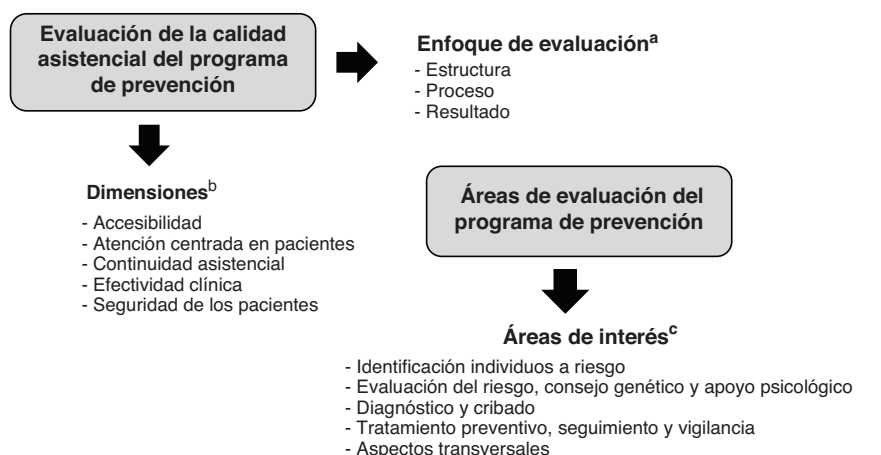 Evaluación de la calidad
asistencial del programa
de prevención
Enfoque de evaluaciónᵃ
- Estructura
- Proceso
- Resultado
Dimensionesᵇ
- Accesibilidad
- Atención centrada en pacientes
- Continuidad asistencial
- Efectividad clínica
- Seguridad de los pacientes
Áreas de evaluación del
programa de prevención
Áreas de interésᶜ
- Identificación individuos a riesgo
- Evaluación del riesgo, consejo genético y apoyo psicológico
- Diagnóstico y cribado
- Tratamiento preventivo, seguimiento y vigilancia
- Aspectos transversales